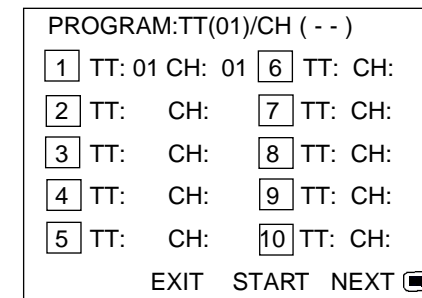 PROGRAM:TT(01)/CH ( - - )
1 TT: 01 CH: 01 6 TT: CH:
2 TT: CH: 7 TT: CH:
3 TT: CH: 8 TT: CH:
4 TT: CH: 9 TT: CH:
5 TT: CH: 10 TT: CH:
EXIT START NEXT